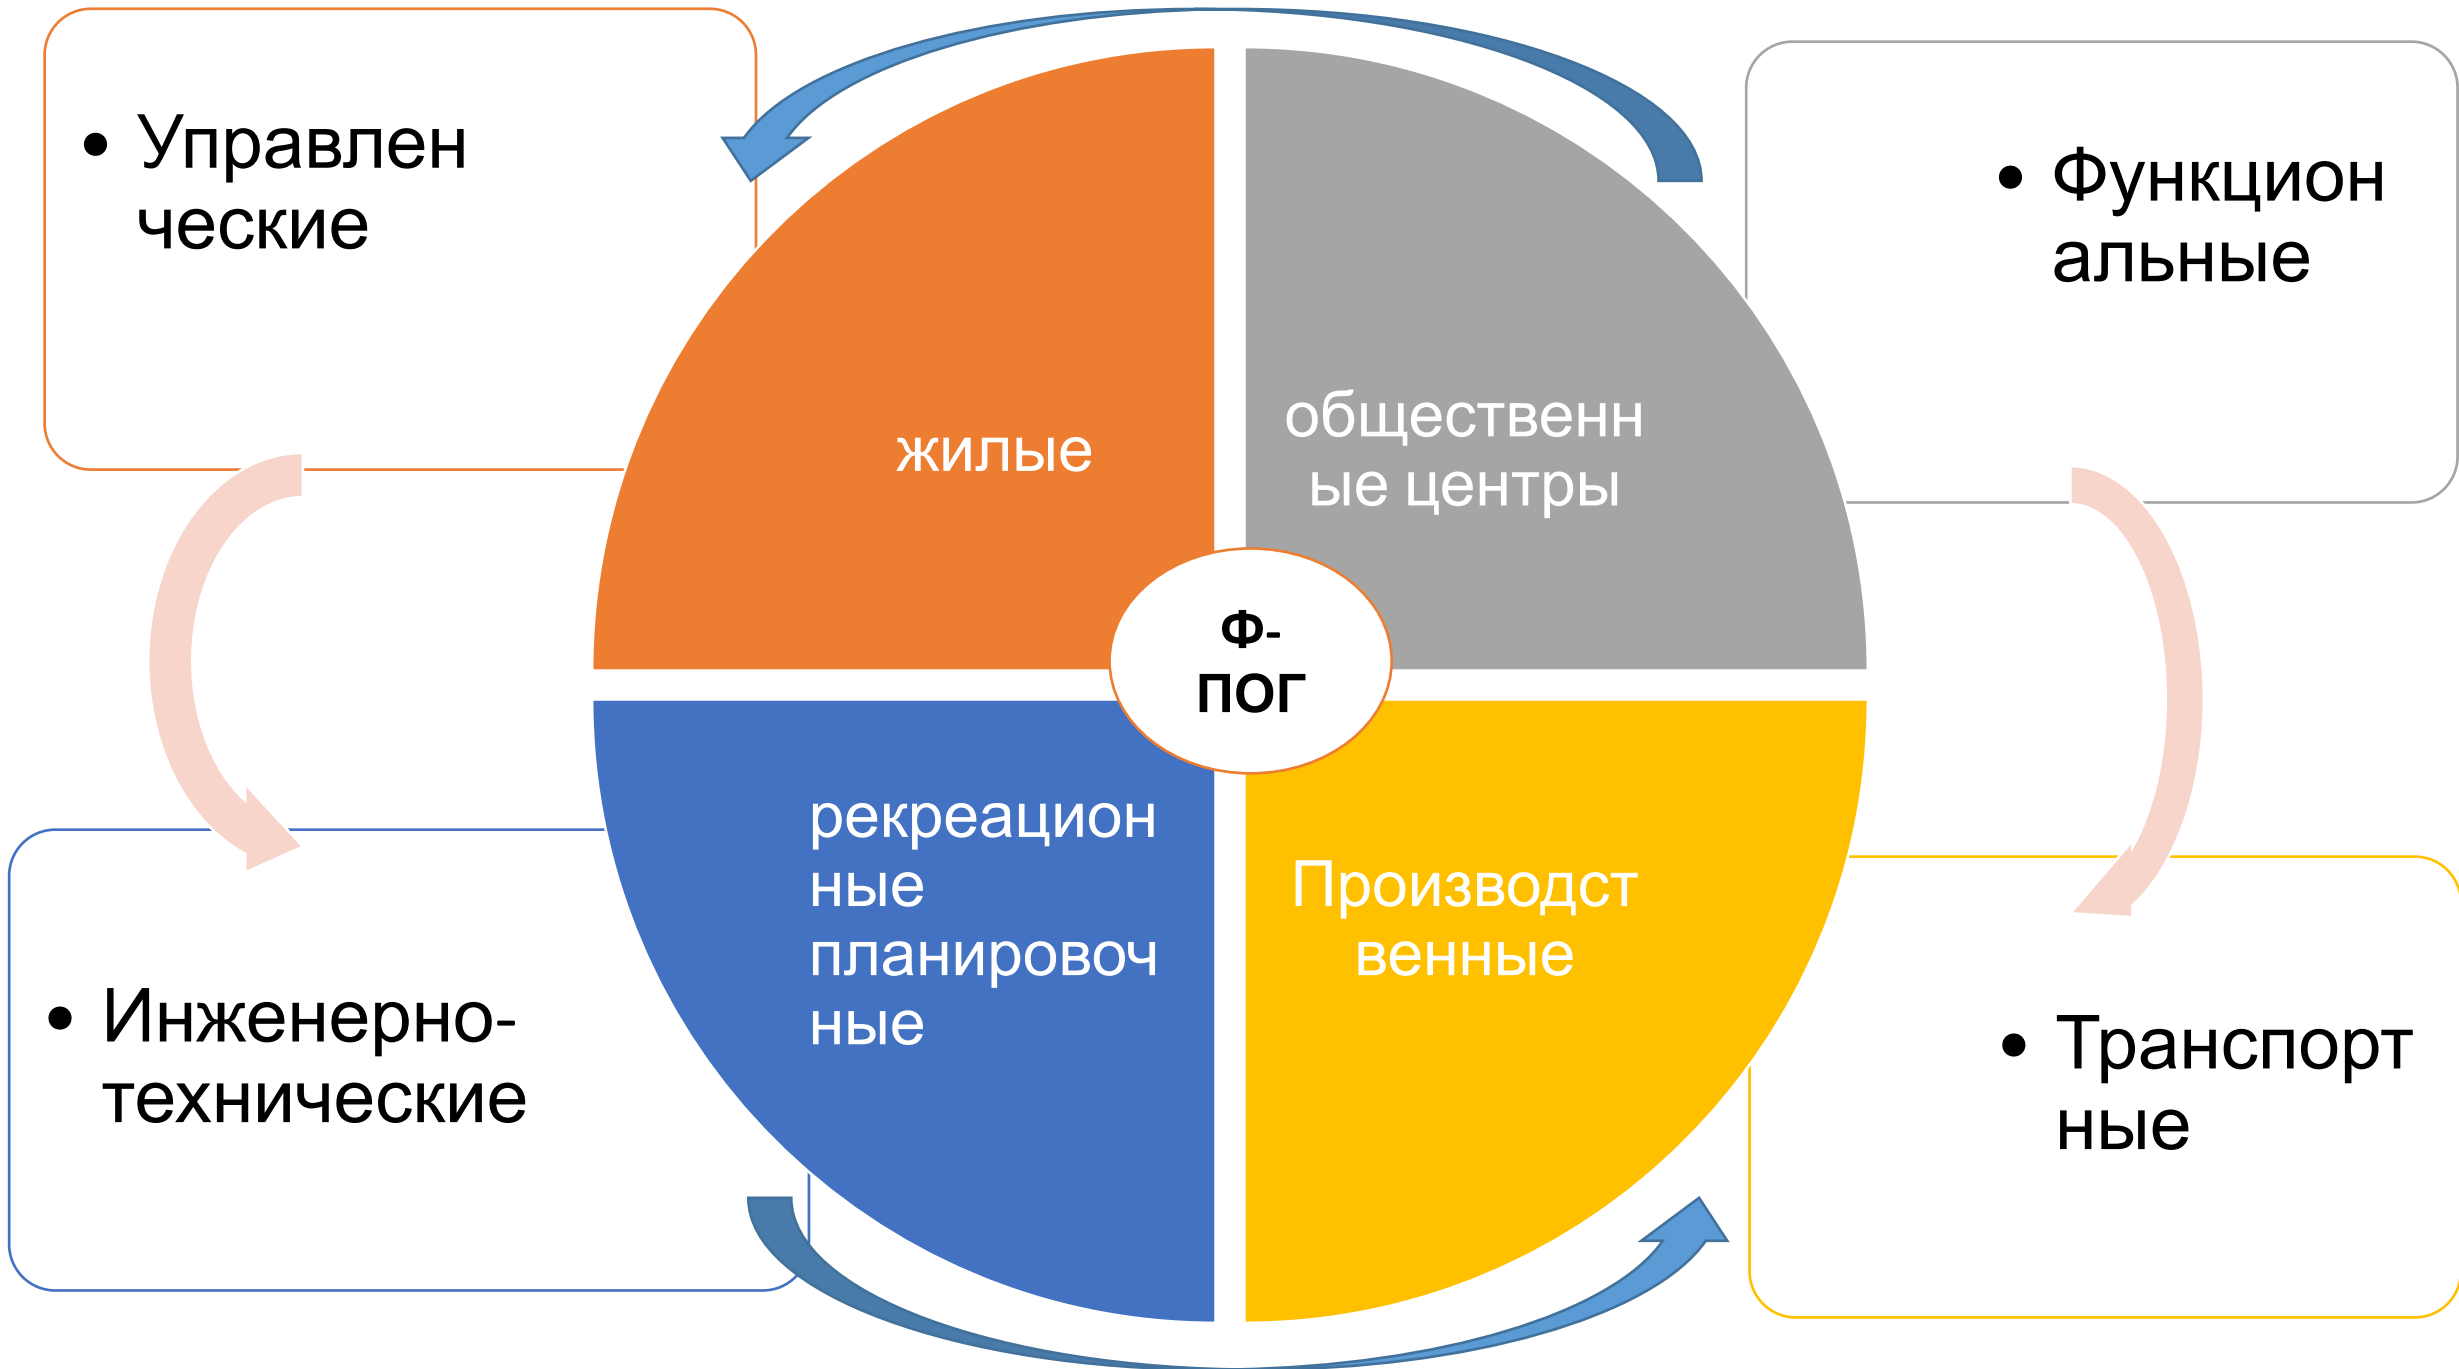 • Управлен
ческие
• Функцион
альные
жилые
общественн
ые центры
Ф-
ПОГ
рекреацион
ные
планировоч
ные
Производст
венные
• Инженерно-
технические
• Транспорт
ные